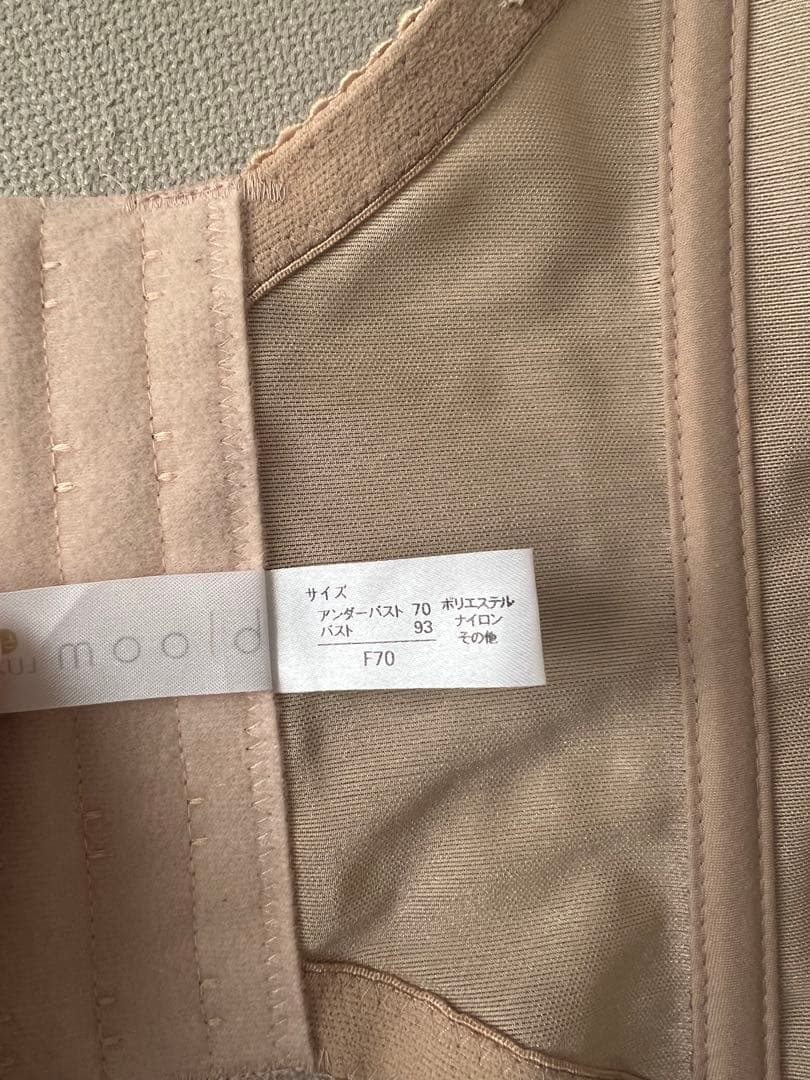 moo d
サイズ
アンダーバスト 70
バスト 93
F70
ポリエステル
ナイロン
その他